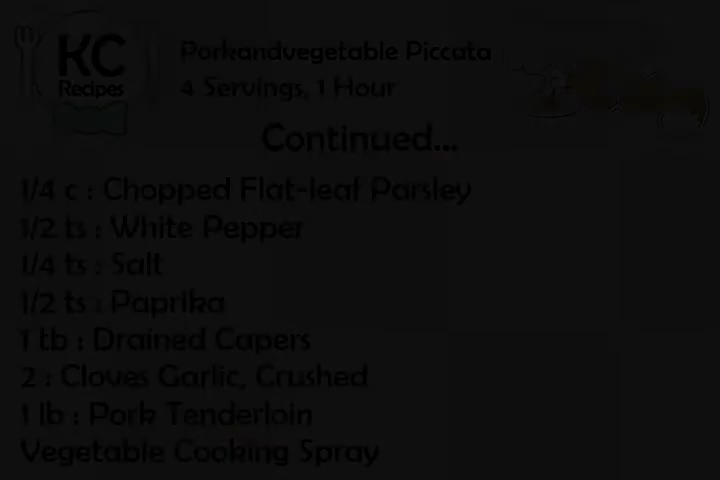 KC
Recipes
Porkandvegetable Piccata
4 Servings, 1 Hour
Continued...
1/4 c : Chopped Flat-leaf Parsley
1/2 ts : White Pepper
1/4 ts : Salt
1/2 ts : Paprika
1 tb : Drained Capers
2 : Cloves Garlic, Crushed
1 lb : Pork Tenderloin
Vegetable Cooking Spray